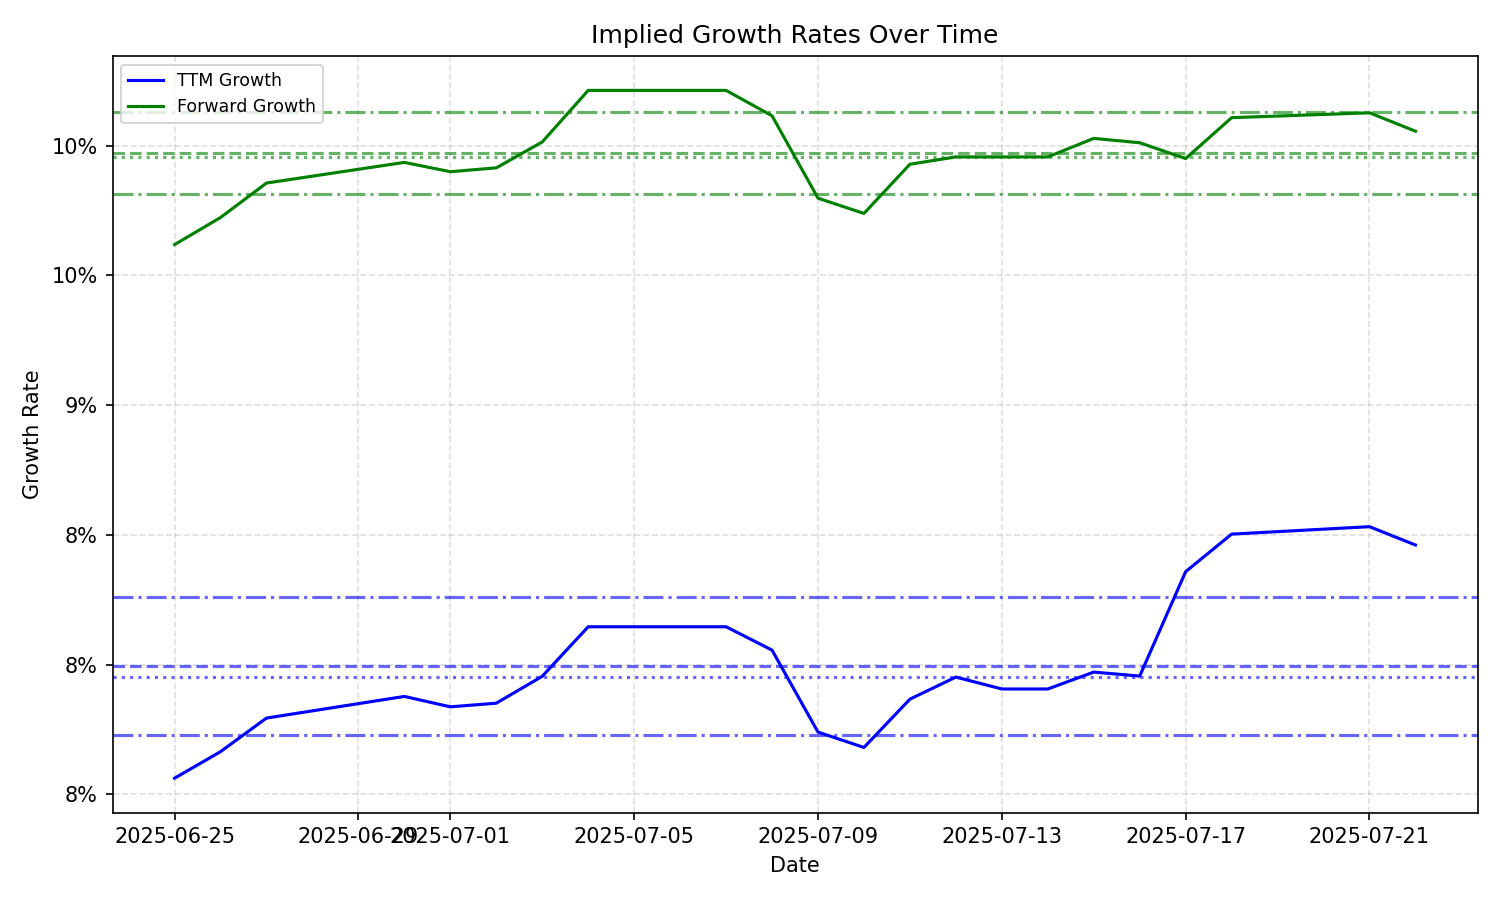 Implied Growth Rates Over Time
TTM Growth
Forward Growth
10%
10%
9%
8%
8%
8%
Growth Rate
2025-06-25
2025-06-29
2025-07-01
2025-07-05
2025-07-09
2025-07-13
2025-07-17
2025-07-21
Date